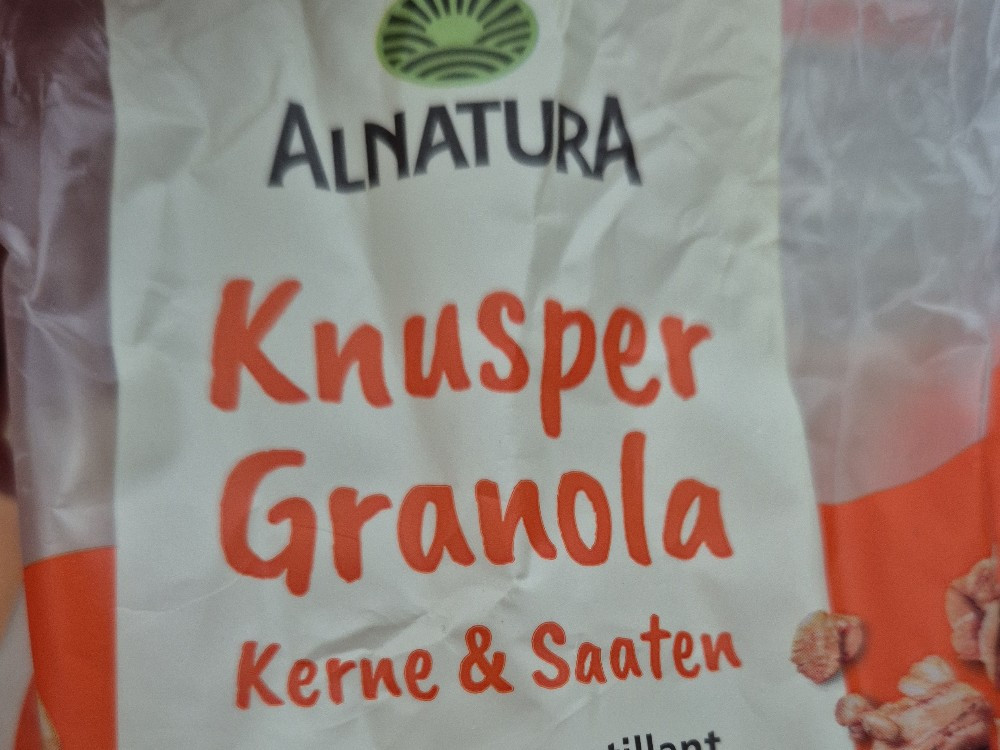 ALNATURA
Knusper
Granola
Kerne & Saaten